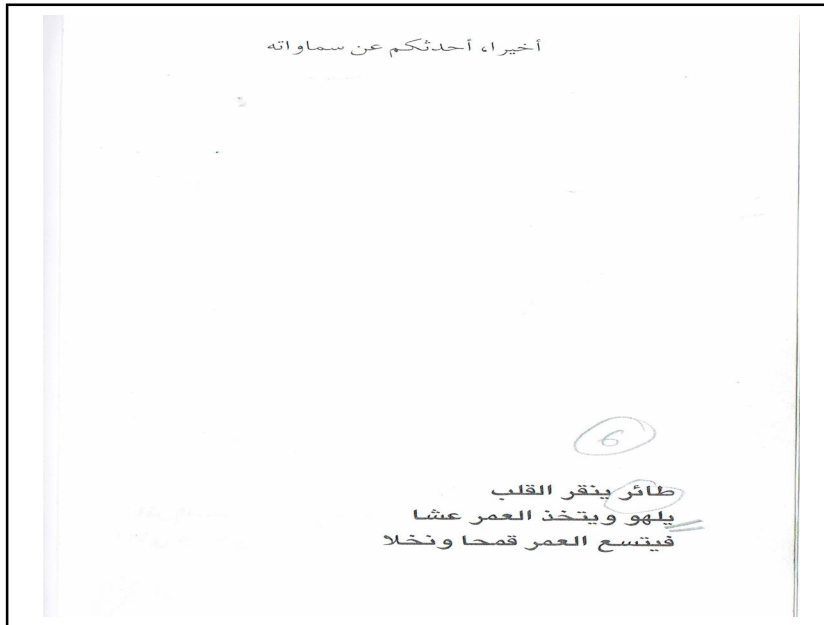 أخيرا، أحدثكم عن سماواته
6
طائر ينقر القلب
يلهو ويتخذ العمر عشا
فيتسع العمر قمحا ونخلا